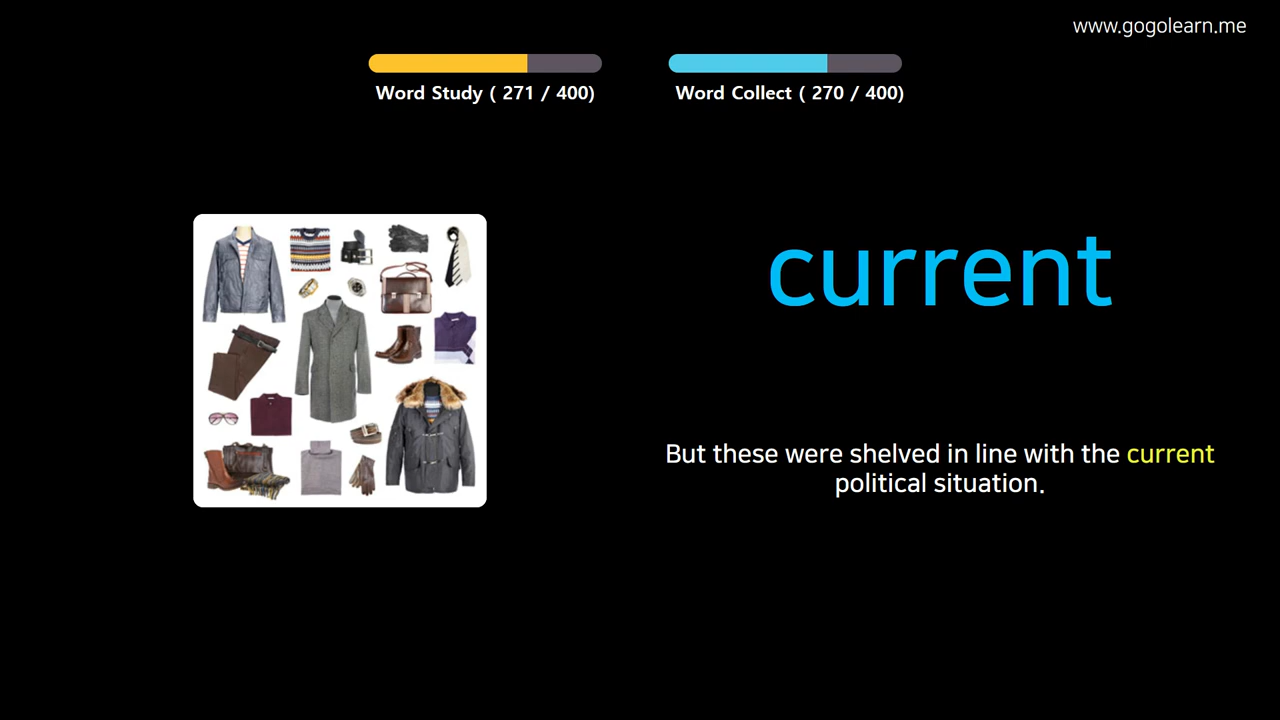 www.gogolearn.me
Word Study ( 271 / 400)
Word Collect ( 270 / 400)
current
But these were shelved in line with the current
political situation.